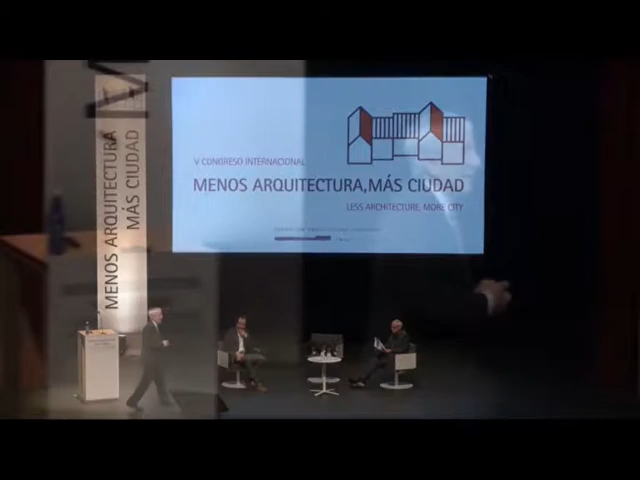 V CONGRESO INTERNACIONAL
MENOS ARQUITECTURA, MÁS CIUDAD
LESS ARCHITECTURE, MORE CITY
MENOS ARQUITECTURA
MÁS CIUDAD